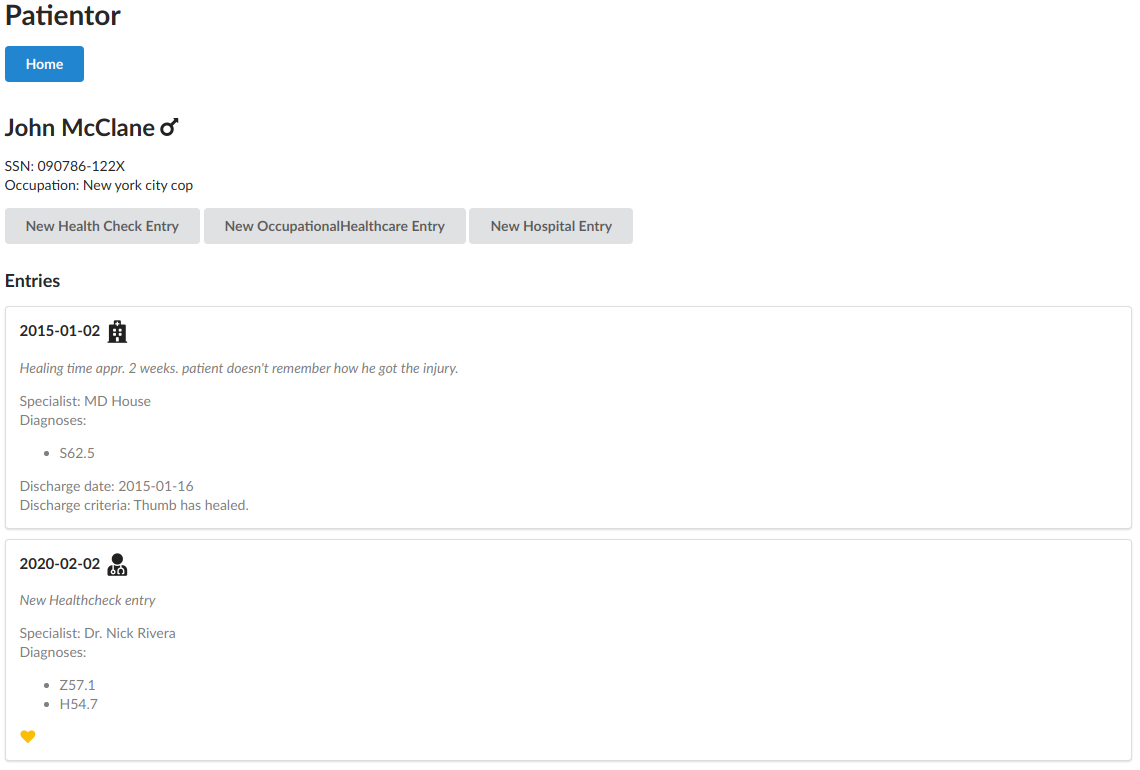 Patientor
Home
John McClane
SSN: 090786-122X
Occupation: New york city cop
New Health Check Entry New OccupationalHealthcare Entry New Hospital Entry
Entries
2015-01-02
Healing time appr. 2 weeks. patient doesn't remember how he got the injury.
Specialist: MD House
Diagnoses:
• S62.5
Discharge date: 2015-01-16
Discharge criteria: Thumb has healed.
2020-02-02
New Healthcheck entry
Specialist: Dr. Nick Rivera
Diagnoses:
• Z57.1
• H54.7